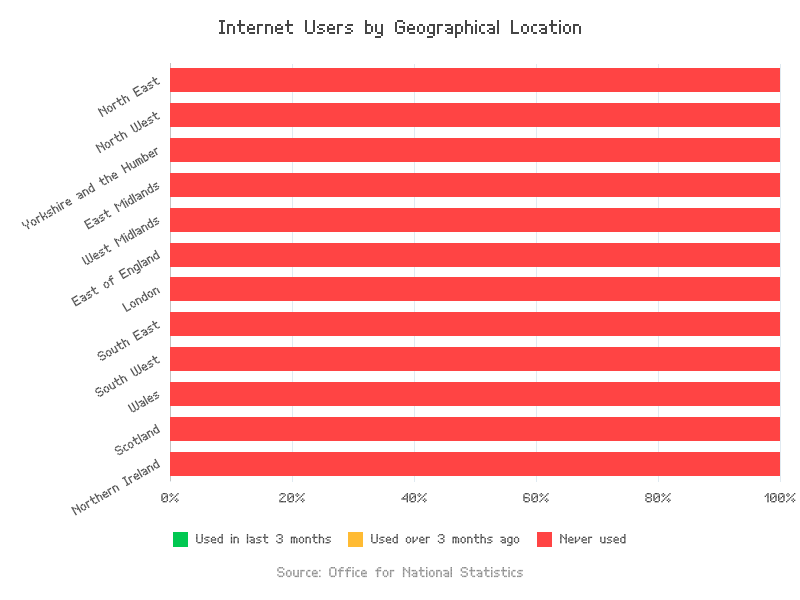 Internet Users by Geographical Location
North East
North West
Yorkshire and the Humber
East Midlands
West Midlands
East of England
London
South East
South West
Wales
Scotland
Northern Ireland
0% 20% 40% 60% 80% 100%
Used in last 3 months Used over 3 months ago Never used
Source: Office for National Statistics